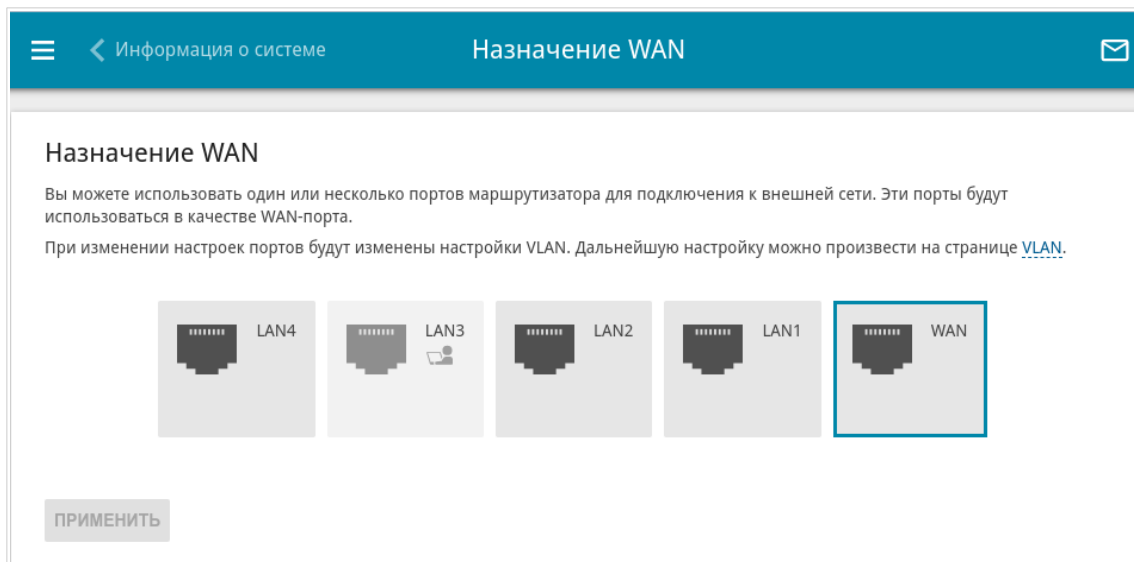 Информация о системе
Назначение WAN
Назначение WAN
Вы можете использовать один или несколько портов маршрутизатора для подключения к внешней сети. Эти порты будут
использоваться в качестве WAN-порта.
При изменении настроек портов будут изменены настройки VLAN. Дальнейшую настройку можно произвести на странице VLAN.
LAN4
LAN3
LAN2
LAN1
WAN
ПРИМЕНИТЬ